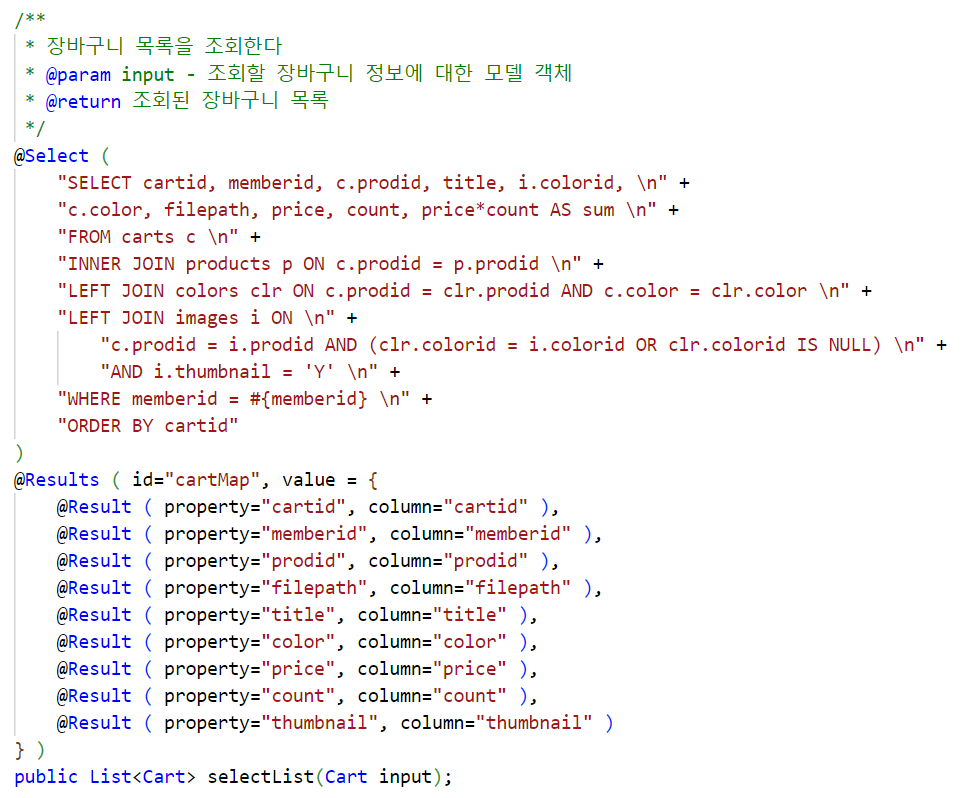 /**
 * 장바구니 목록을 조회한다
 * @param input - 조회할 장바구니 정보에 대한 모델 객체
 * @return 조회된 장바구니 목록
 */
@Select (
    "SELECT cartid, memberid, c.prodid, title, i.colorid, \n" +
    "c.color, filepath, price, count, price*count AS sum \n" +
    "FROM carts c \n" +
    "INNER JOIN products p ON c.prodid = p.prodid \n" +
    "LEFT JOIN colors clr ON c.prodid = clr.prodid AND c.color = clr.color \n" +
    "LEFT JOIN images i ON \n" +
        "c.prodid = i.prodid AND (clr.colorid = i.colorid OR clr.colorid IS NULL) \n" +
        "AND i.thumbnail = 'Y' \n" +
    "WHERE memberid = #{memberid} \n" +
    "ORDER BY cartid"
)
@Results ( id="cartMap", value = {
    @Result ( property="cartid", column="cartid" ),
    @Result ( property="memberid", column="memberid" ),
    @Result ( property="prodid", column="prodid" ),
    @Result ( property="filepath", column="filepath" ),
    @Result ( property="title", column="title" ),
    @Result ( property="color", column="color" ),
    @Result ( property="price", column="price" ),
    @Result ( property="count", column="count" ),
    @Result ( property="thumbnail", column="thumbnail" )
} )
public List<Cart> selectList(Cart input);